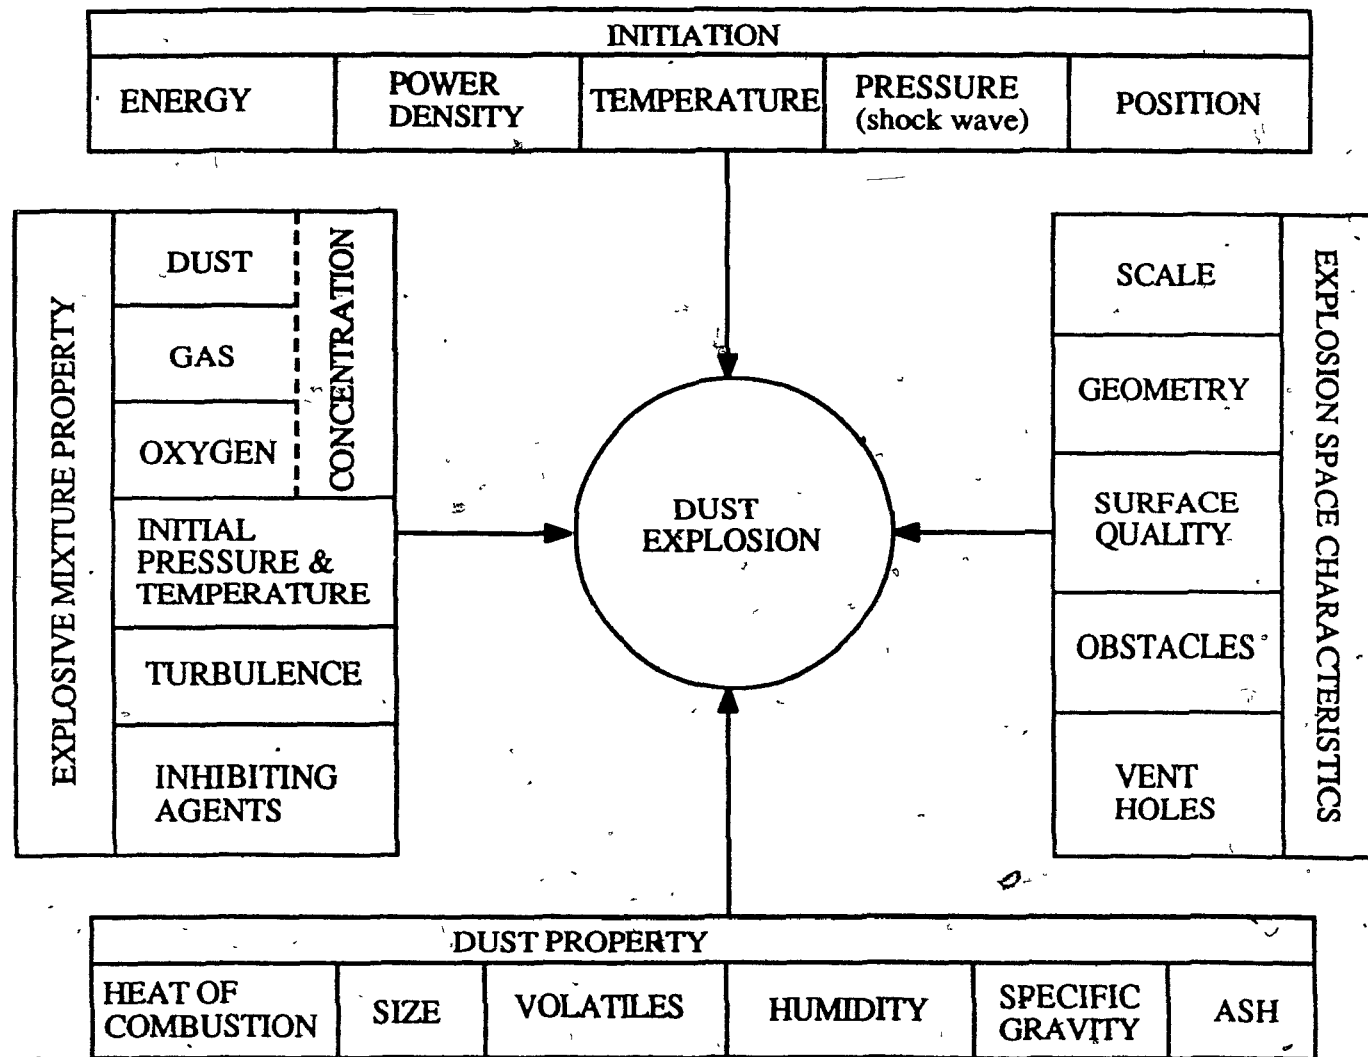 INITIATION
ENERGY
POWER
DENSITY
TEMPERATURE
PRESSURE
(shock wave)
POSITION
EXPLOSIVE MIXTURE PROPERTY
DUST
GAS
OXYGEN
CONCENTRATION
INITIAL
PRESSURE &
TEMPERATURE
TURBULENCE
INHIBITING
AGENTS
DUST
EXPLOSION
SCALE
GEOMETRY
SURFACE
QUALITY
OBSTACLES
VENT
HOLES
EXPLOSION SPACE CHARACTERISTICS
DUST PROPERTY
HEAT OF
COMBUSTION
SIZE
VOLATILES
HUMIDITY
SPECIFIC
GRAVITY
ASH